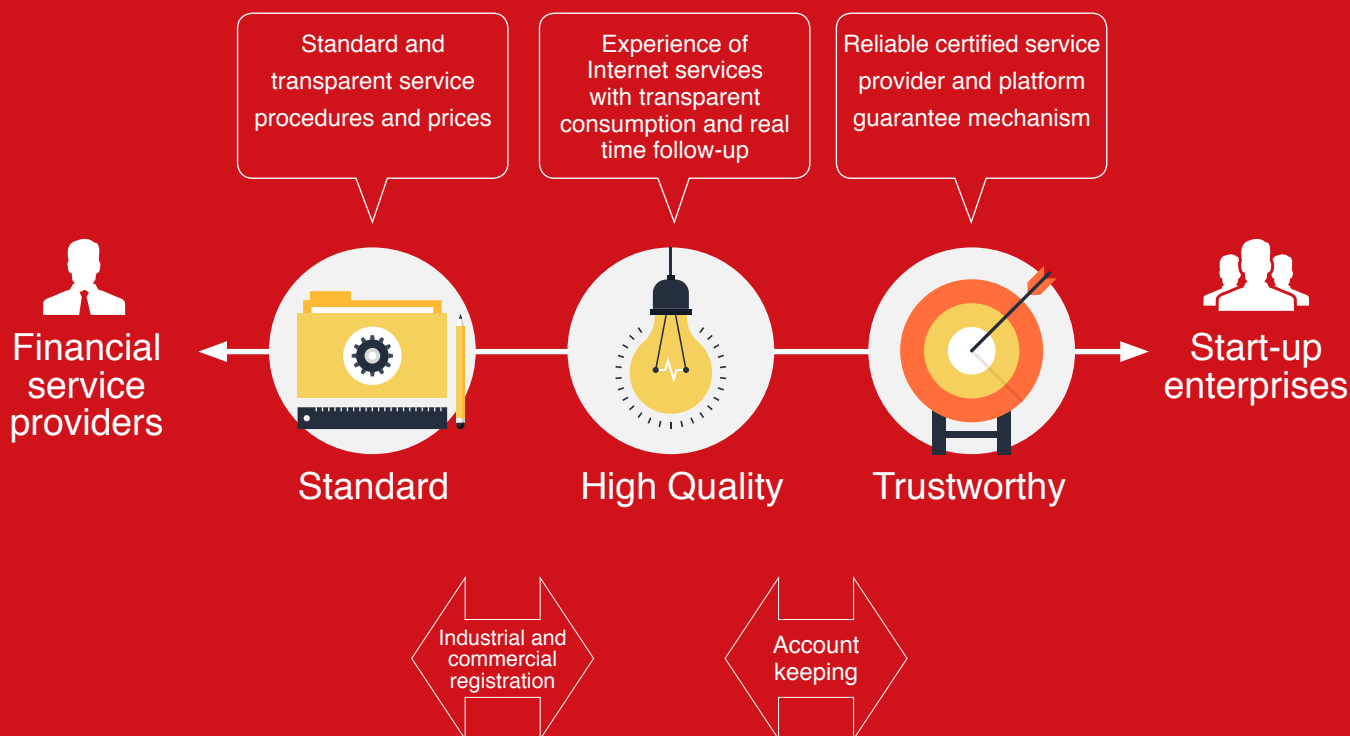 Standard and
transparent service
procedures and prices
Experience of
Internet services
with transparent
consumption and real
time follow-up
Reliable certified service
provider and platform
guarantee mechanism
Financial
service
providers
Start-up
enterprises
Standard
High Quality
Trustworthy
Industrial and
commercial
registration
Account
keeping